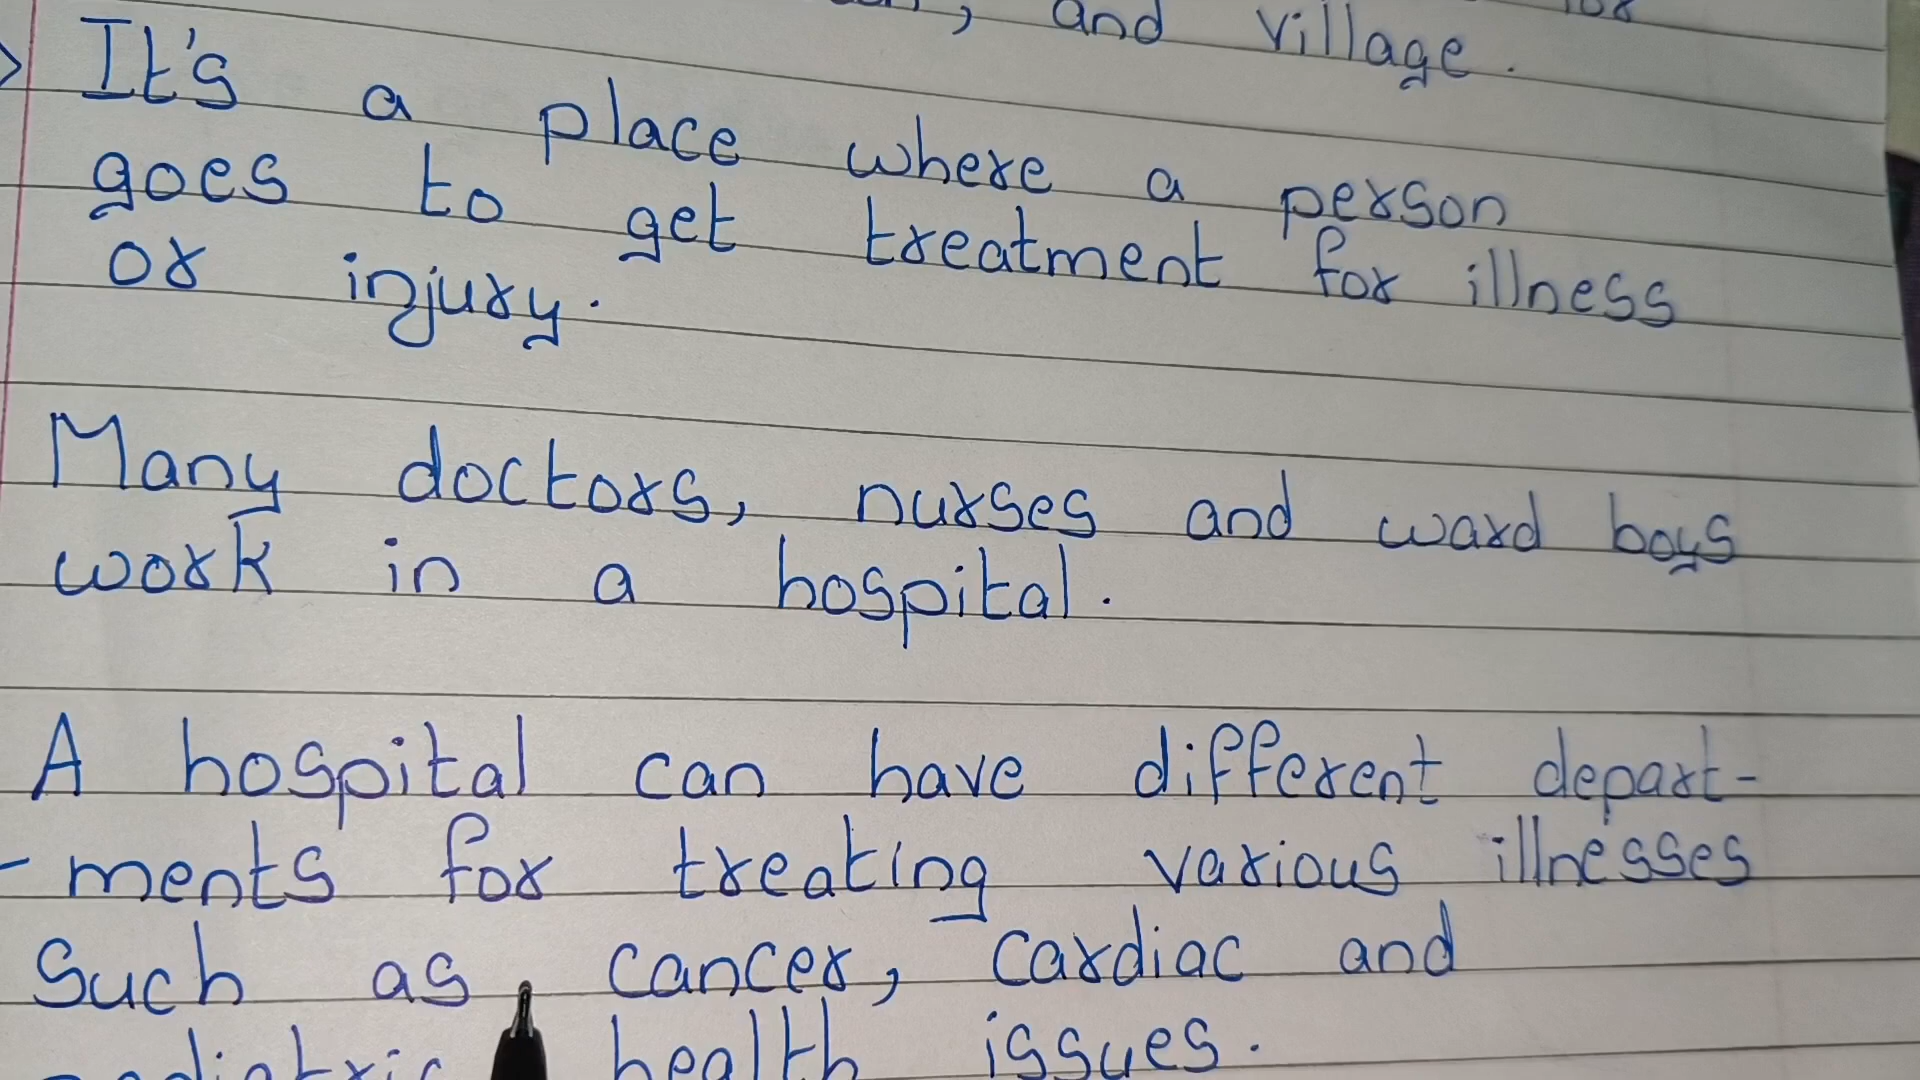 , and village.
It's a place where a person
goes to get treatment for illness
or injury.
Many doctors, nurses and ward boys
work in a hospital.
A hospital can have different depart-
-ments for treating various illnesses
Such as cancer, cardiac and
health issues.